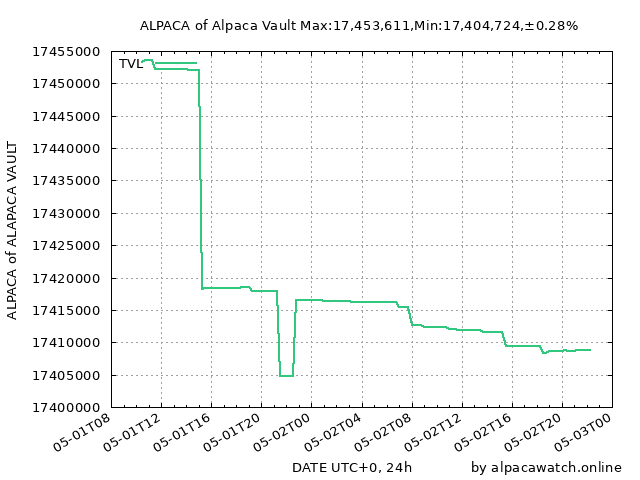 ALPACA of Alpaca Vault Max:17,453,611,Min:17,404,724,±0.28%
17455000
TVL
17450000
17445000
17440000
17435000
17430000
17425000
17420000
17415000
17410000
17405000
17400000
ALPACA of ALAPACA VAULT
05-01T08
05-01T12
05-01T16
05-01T20
05-02T00
05-02T04
05-02T08
05-02T12
05-02T16
05-02T20
05-03T00
DATE UTC+0, 24h
by alpacawatch.online